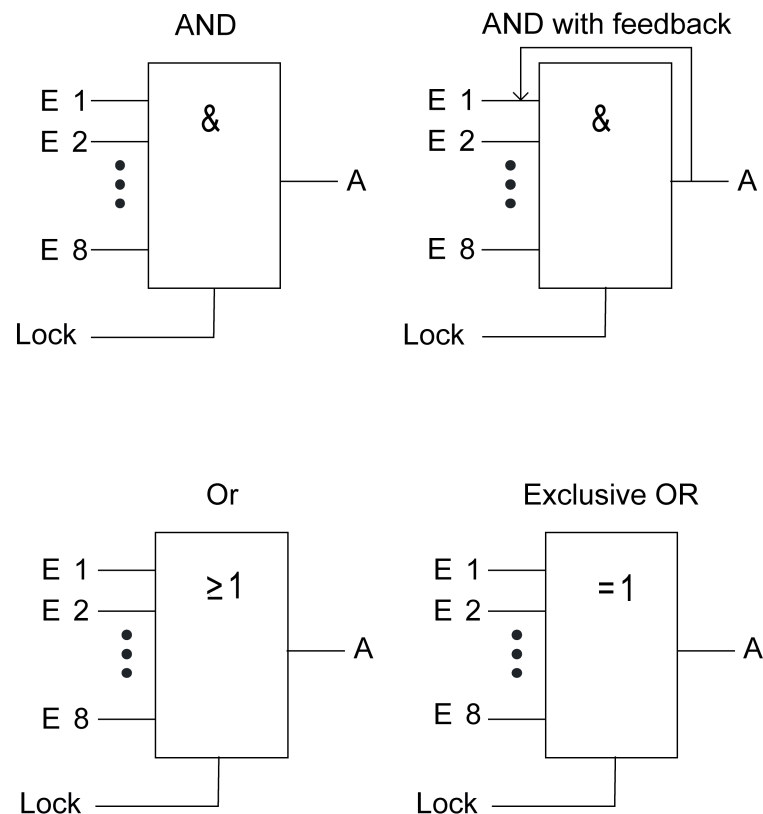 AND
E 1
&
E 2
A
E 8
Lock
AND with feedback
E 1
&
E 2
A
E 8
Lock
Or
E 1
≥1
E 2
A
E 8
Lock
Exclusive OR
E 1
=1
E 2
A
E 8
Lock